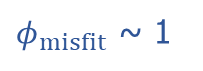 ϕmisfit ~ 1